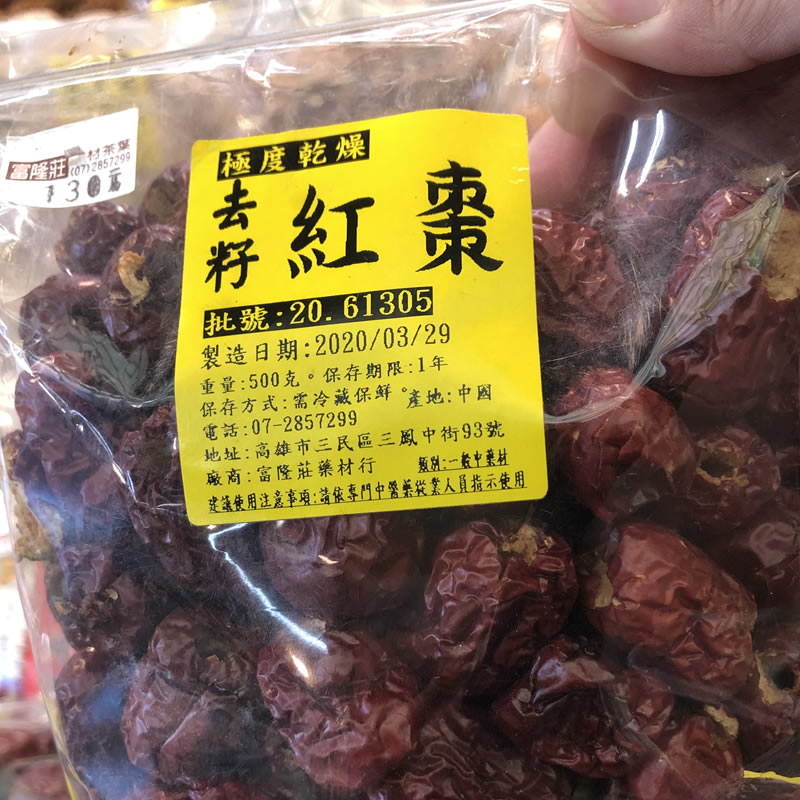 材茶葉
富隆莊 (07)2857299
極度乾燥
去籽 紅棗
批號:20.61305
製造日期:2020/03/29
重量:500克。保存期限:1年
保存方式:需冷藏保鮮。產地:中國
電話:07-2857299
地址:高雄市三民區三鳳中街93號
廠商:富隆莊藥材行 類別:一般中藥材
建議使用注意事項:請依專門中醫藥從業人員指示使用